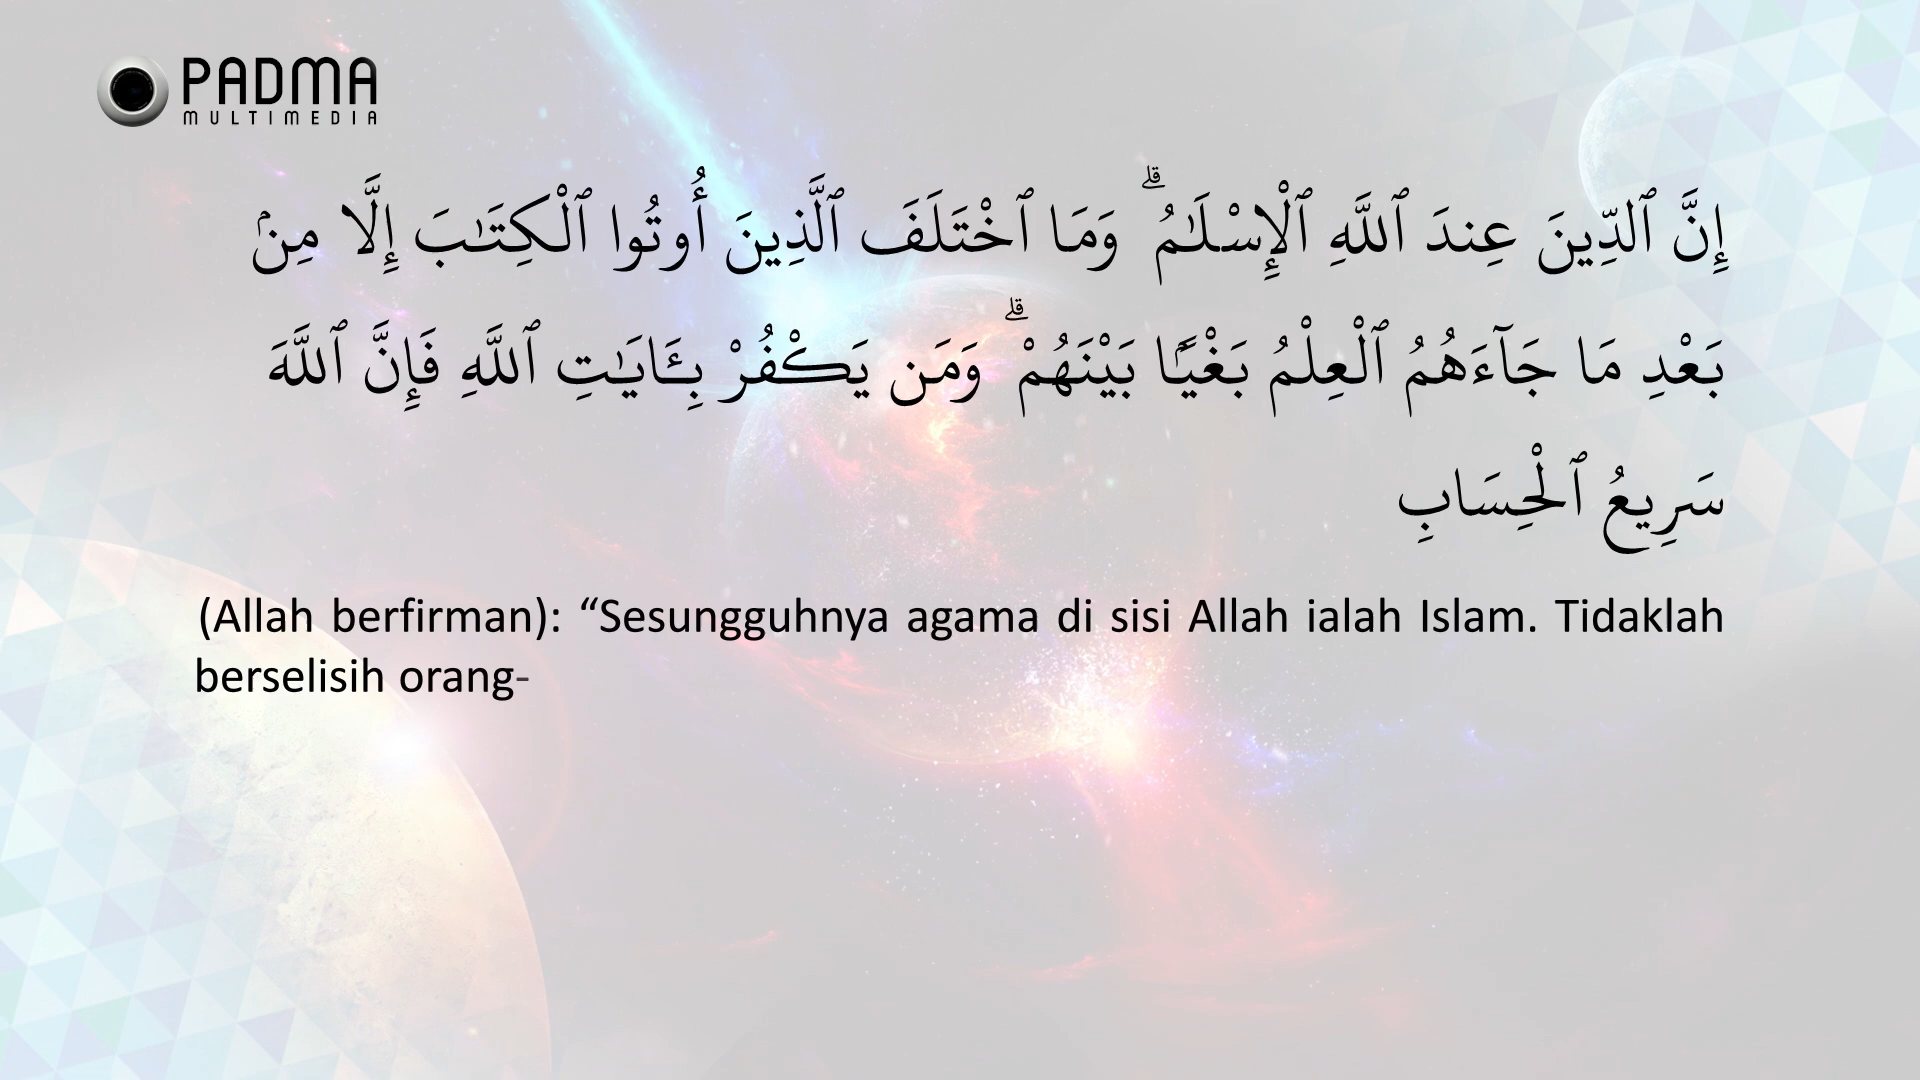 PADMA
MULTIMEDIA
إِنَّ ٱلدِّينَ عِندَ ٱللَّهِ ٱلْإِسْلَـٰمُ ۗ وَمَا ٱخْتَلَفَ ٱلَّذِينَ أُوتُوا ٱلْكِتَـٰبَ إِلَّا مِنۢ
بَعْدِ مَا جَآءَهُمُ ٱلْعِلْمُ بَغْيًۢا بَيْنَهُمْ ۗ وَمَن يَكْفُرْ بِـَٔايَـٰتِ ٱللَّهِ فَإِنَّ ٱللَّهَ
سَرِيعُ ٱلْحِسَابِ
(Allah berfirman): “Sesungguhnya agama di sisi Allah ialah Islam. Tidaklah
berselisih orang-